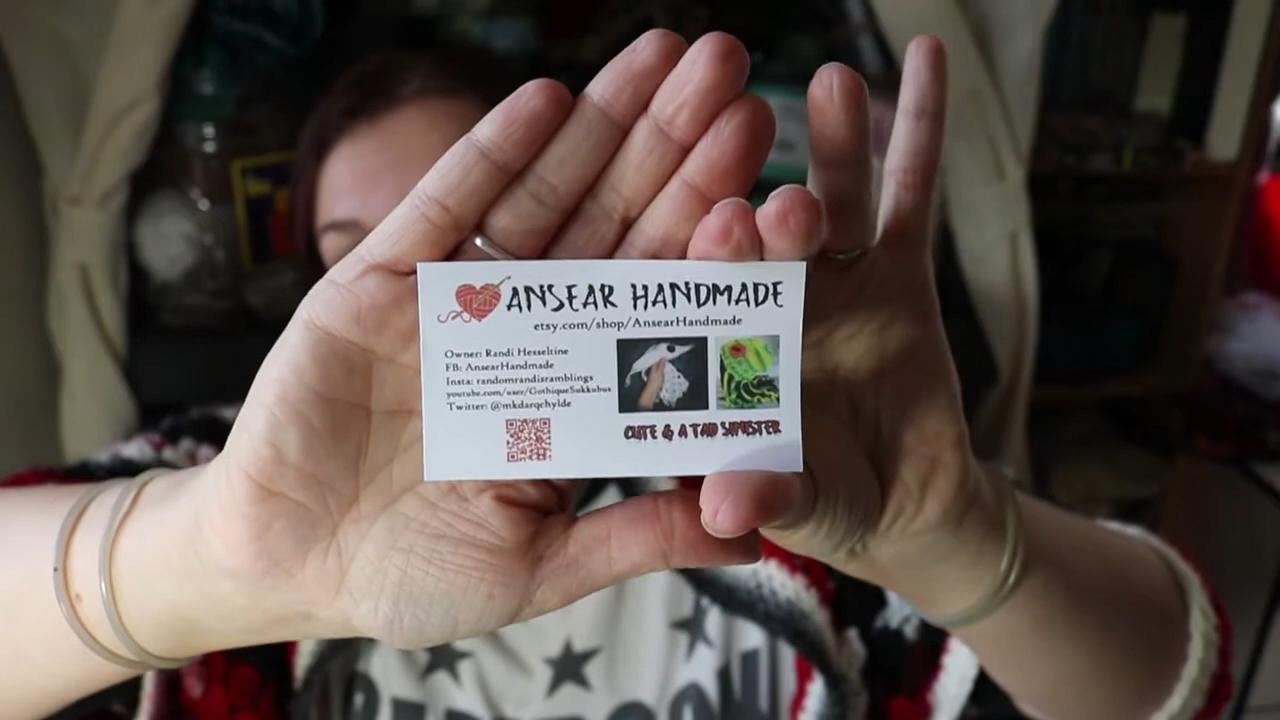 ANSEAR HANDMADE
etsy.com/shop/AnsearHandmade
Owner: Randi Hesseltine
FB: AnsearHandmade
Insta: randomrandisramblings
youtube.com/user/GothiqueSukkubus
Twitter: @mkdarqchylde
CUTE & A TAD SINISTER